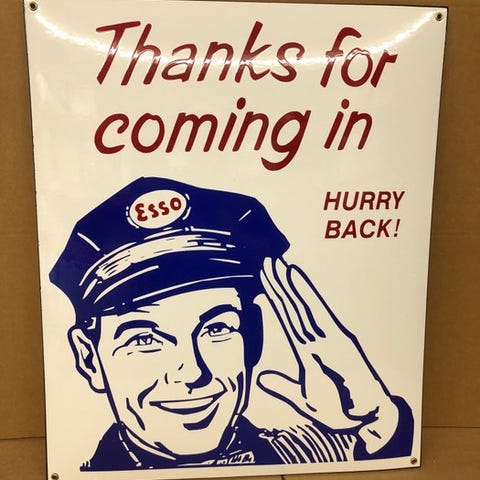 Thanks for
coming in
HURRY
BACK!
Esso